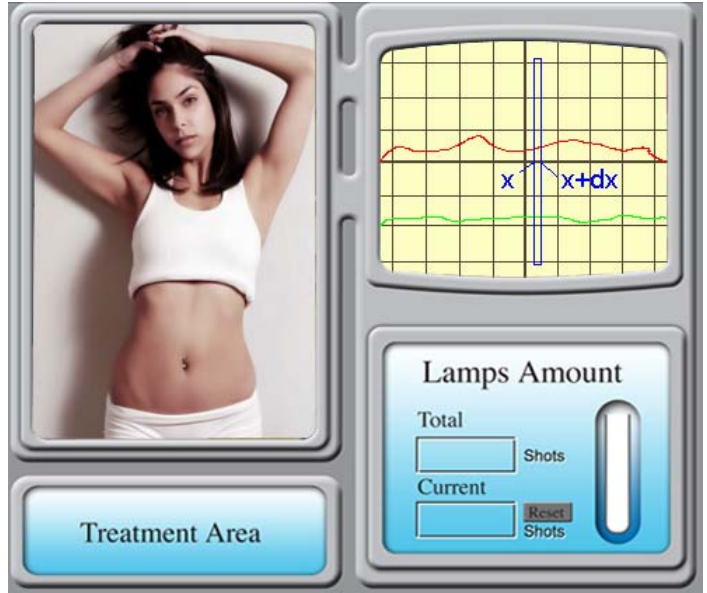 x x+dx
Lamps Amount
Total
Shots
Current
Reset
Shots
Treatment Area